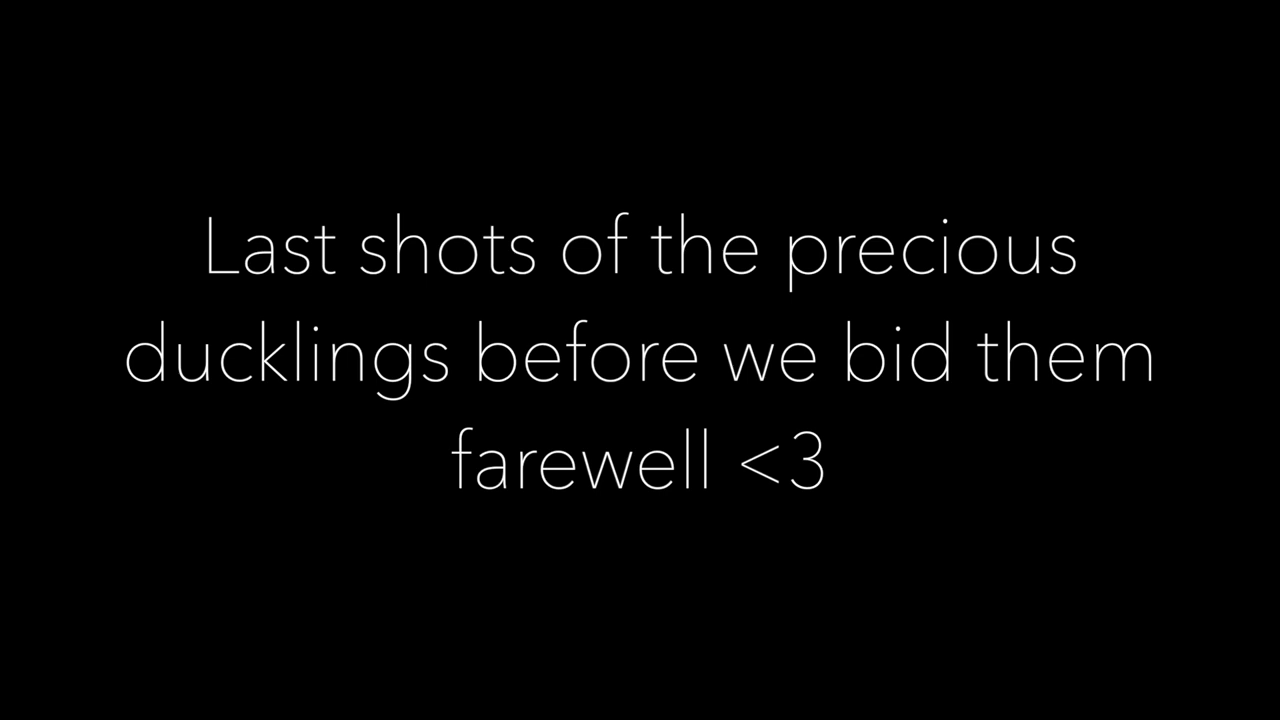 Last shots of the precious
ducklings before we bid them
farewell <3